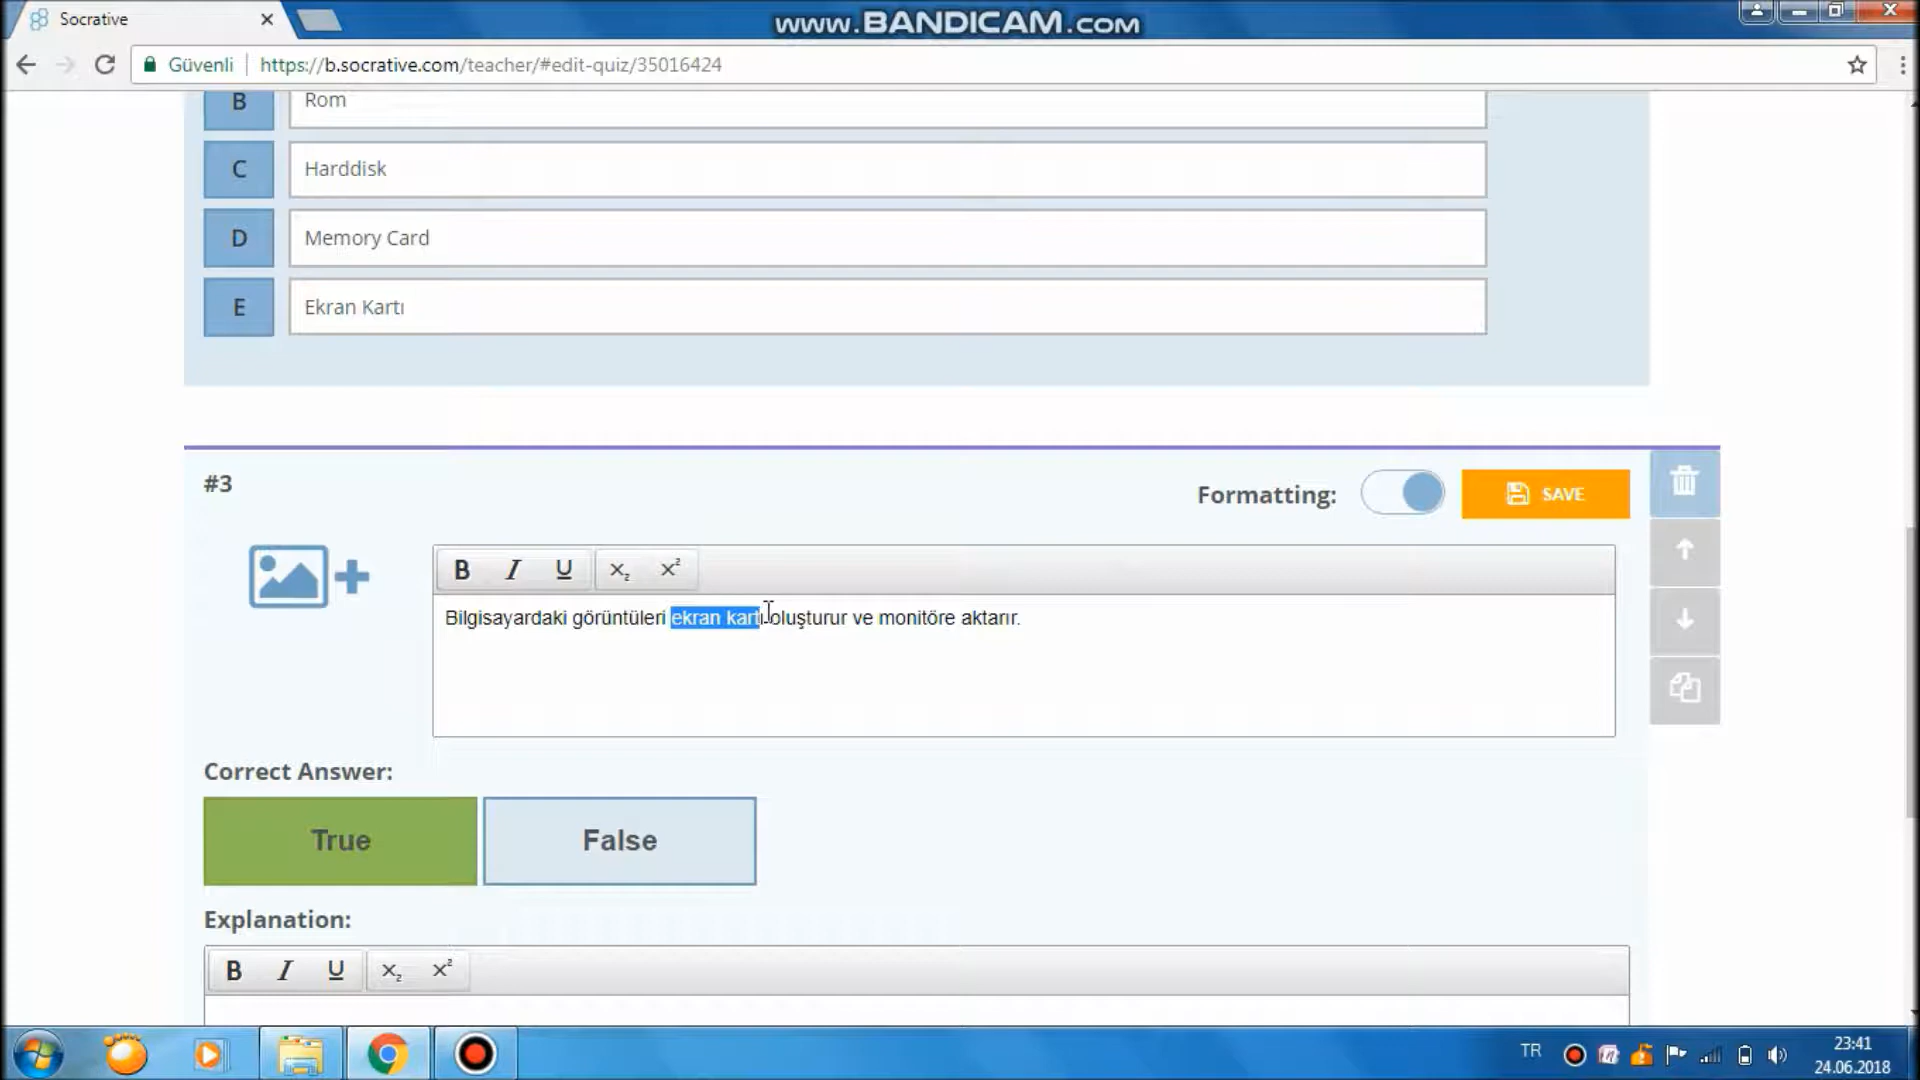 Socrative
www.BANDICAM.com
Güvenli
https://b.socrative.com/teacher/#edit-quiz/35016424
B
Rom
C
Harddisk
D
Memory Card
E
Ekran Kartı
#3
Formatting:
SAVE
B I U x₂ x²
Bilgisayardaki görüntüleri ekran kartı oluşturur ve monitöre aktarır.
Correct Answer:
True
False
Explanation:
B I U x₂ x²
TR
23:41
24.06.2018